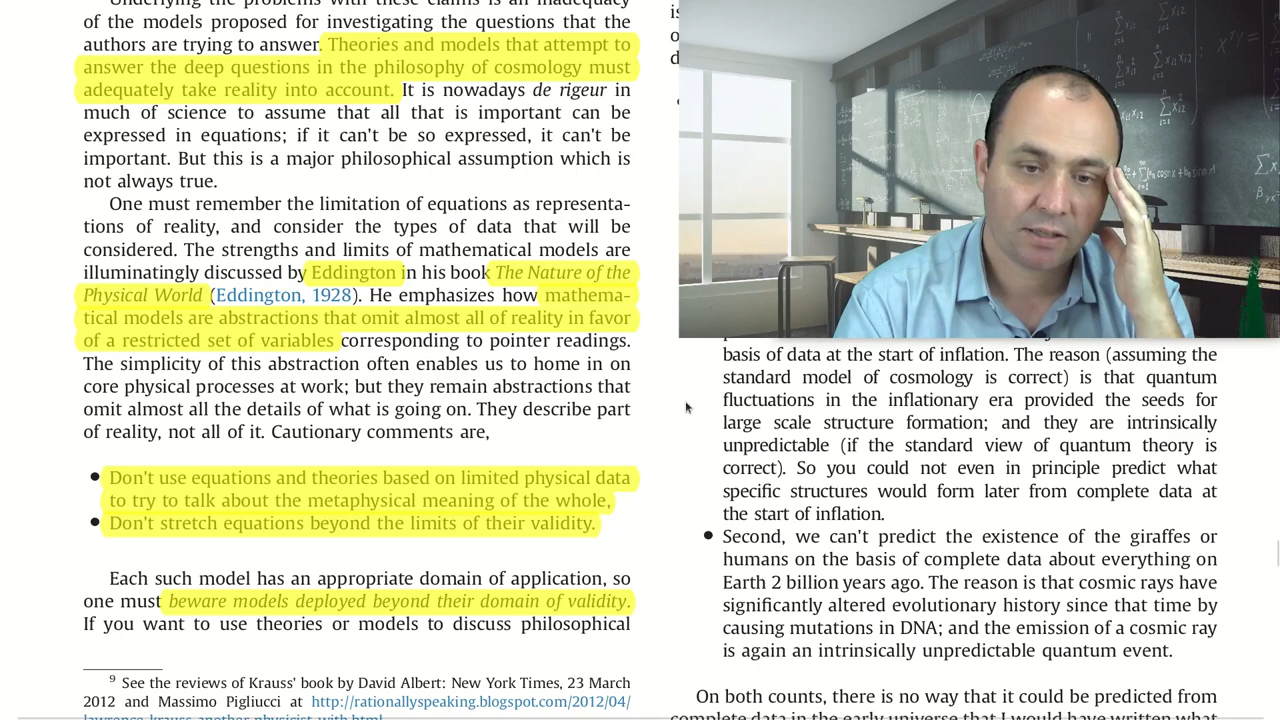 Underlying the problems with these claims is an inadequacy
of the models proposed for investigating the questions that the
authors are trying to answer. Theories and models that attempt to
answer the deep questions in the philosophy of cosmology must
adequately take reality into account. It is nowadays de rigeur in
much of science to assume that all that is important can be
expressed in equations; if it can't be so expressed, it can't be
important. But this is a major philosophical assumption which is
not always true.
One must remember the limitation of equations as representa-
tions of reality, and consider the types of data that will be
considered. The strengths and limits of mathematical models are
illuminatingly discussed by Eddington in his book The Nature of the
Physical World (Eddington, 1928). He emphasizes how mathema-
tical models are abstractions that omit almost all of reality in favor
of a restricted set of variables corresponding to pointer readings.
The simplicity of this abstraction often enables us to home in on
core physical processes at work; but they remain abstractions that
omit almost all the details of what is going on. They describe part
of reality, not all of it. Cautionary comments are,
• Don't use equations and theories based on limited physical data
to try to talk about the metaphysical meaning of the whole,
• Don't stretch equations beyond the limits of their validity.
Each such model has an appropriate domain of application, so
one must beware models deployed beyond their domain of validity.
If you want to use theories or models to discuss philosophical
9 See the reviews of Krauss' book by David Albert: New York Times, 23 March
2012 and Massimo Pigliucci at http://rationallyspeaking.blogspot.com/2012/04/
lawrence-krauss-another-physicist-with.html
basis of data at the start of inflation. The reason (assuming the
standard model of cosmology is correct) is that quantum
fluctuations in the inflationary era provided the seeds for
large scale structure formation; and they are intrinsically
unpredictable (if the standard view of quantum theory is
correct). So you could not even in principle predict what
specific structures would form later from complete data at
the start of inflation.
• Second, we can't predict the existence of the giraffes or
humans on the basis of complete data about everything on
Earth 2 billion years ago. The reason is that cosmic rays have
significantly altered evolutionary history since that time by
causing mutations in DNA; and the emission of a cosmic ray
is again an intrinsically unpredictable quantum event.
On both counts, there is no way that it could be predicted from
complete data in the early universe that I would have written what